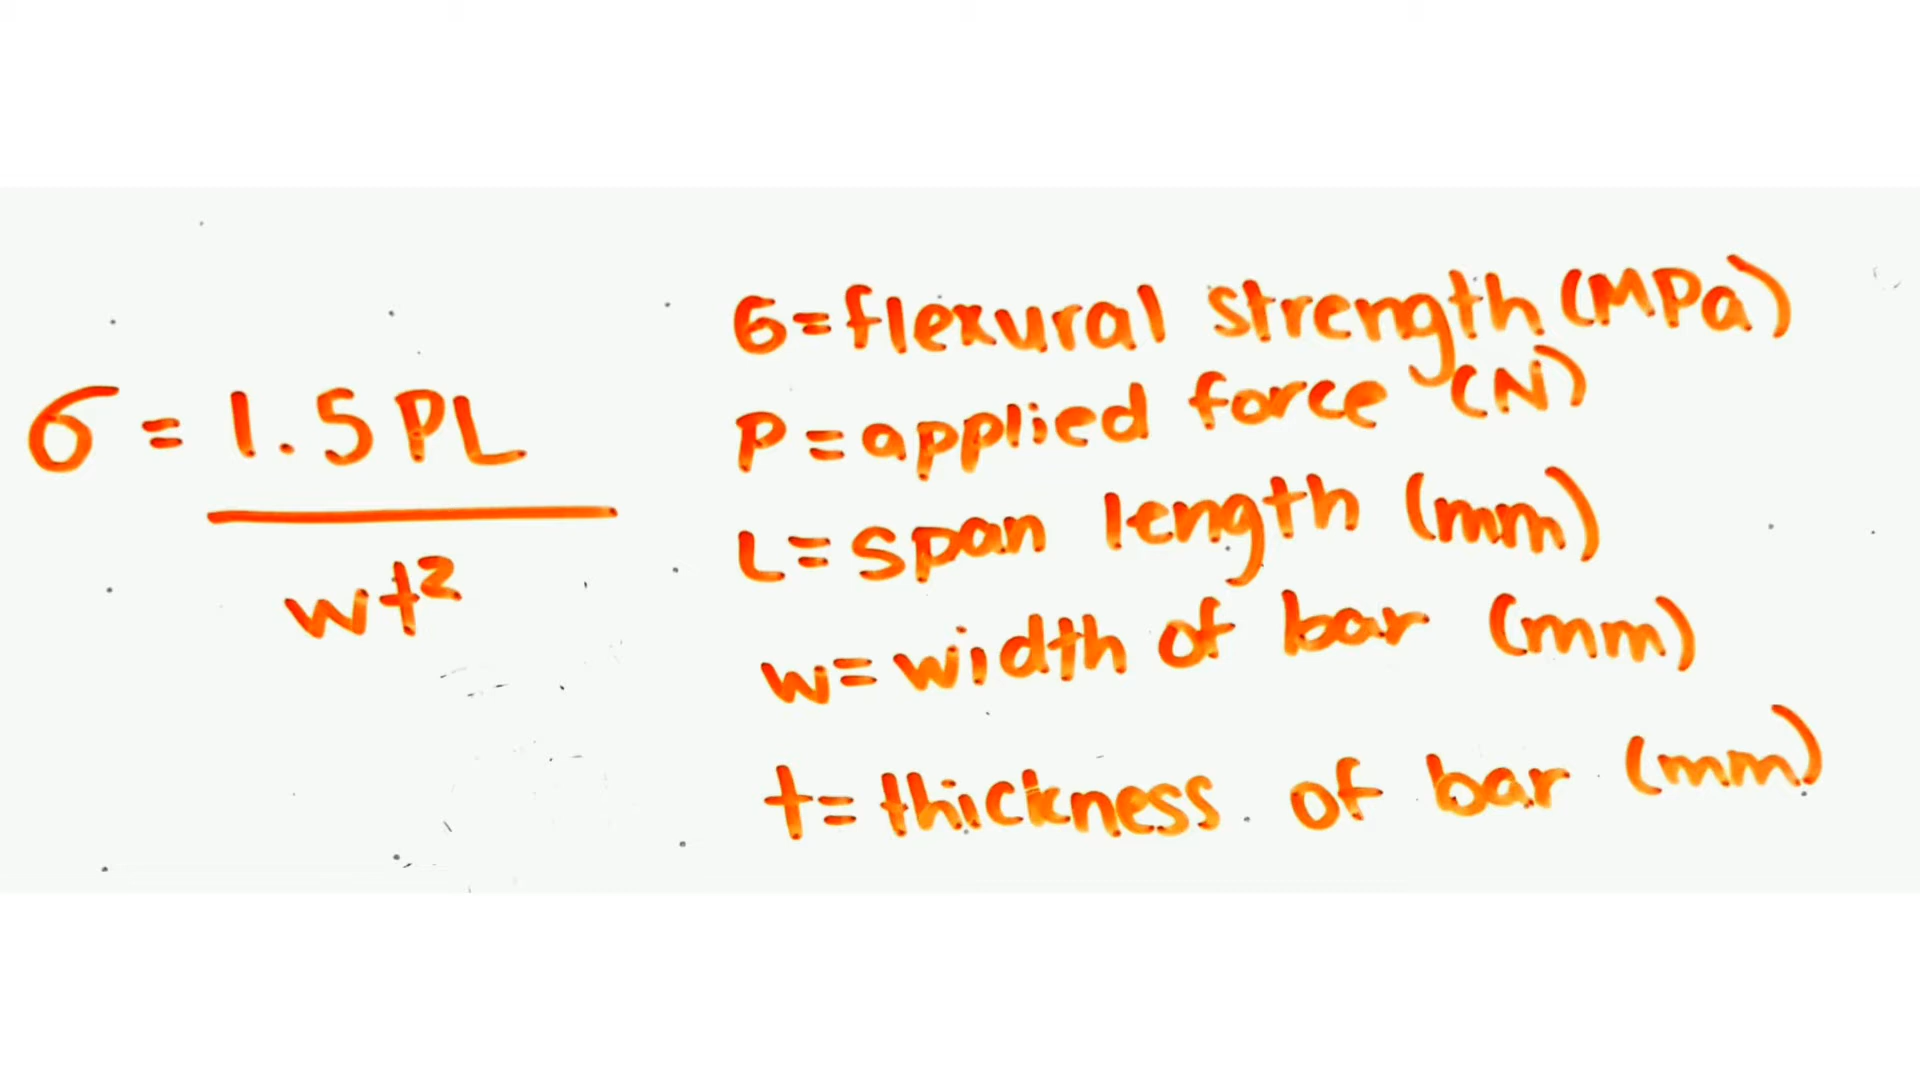 σ = 1.5PL
wt²
σ=flexural strength (MPa)
P=applied force (N)
L=span length (mm)
w=width of bar (mm)
t=thickness of bar (mm)